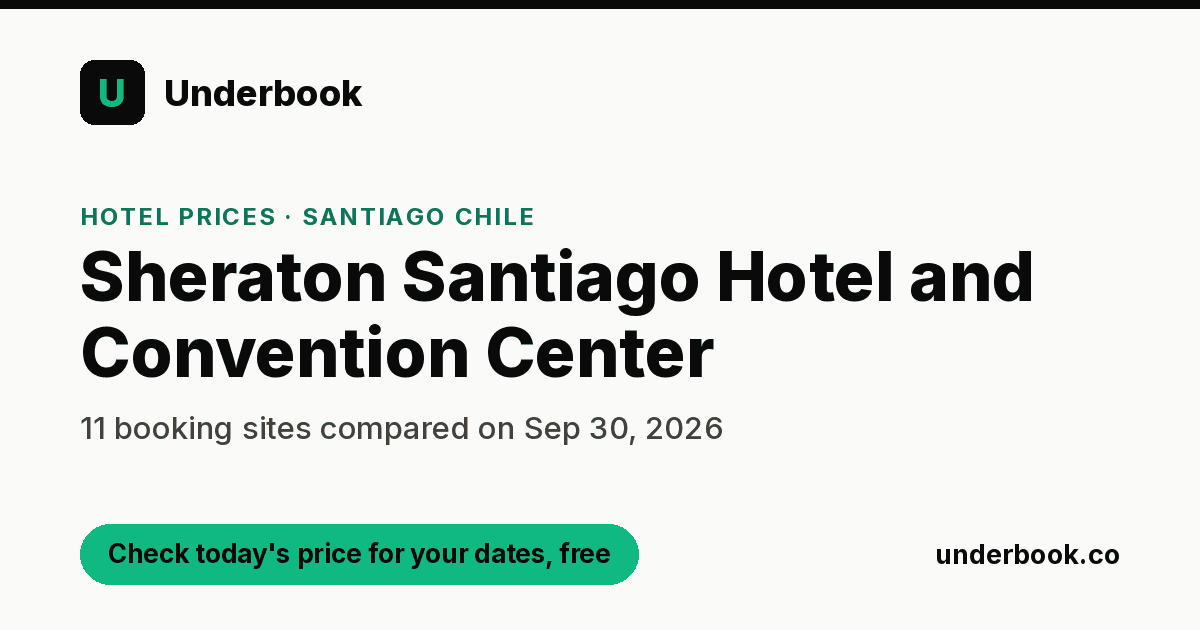 U Underbook
HOTEL PRICES · SANTIAGO CHILE
Sheraton Santiago Hotel and
Convention Center
11 booking sites compared on Sep 30, 2026
Check today's price for your dates, free
underbook.co